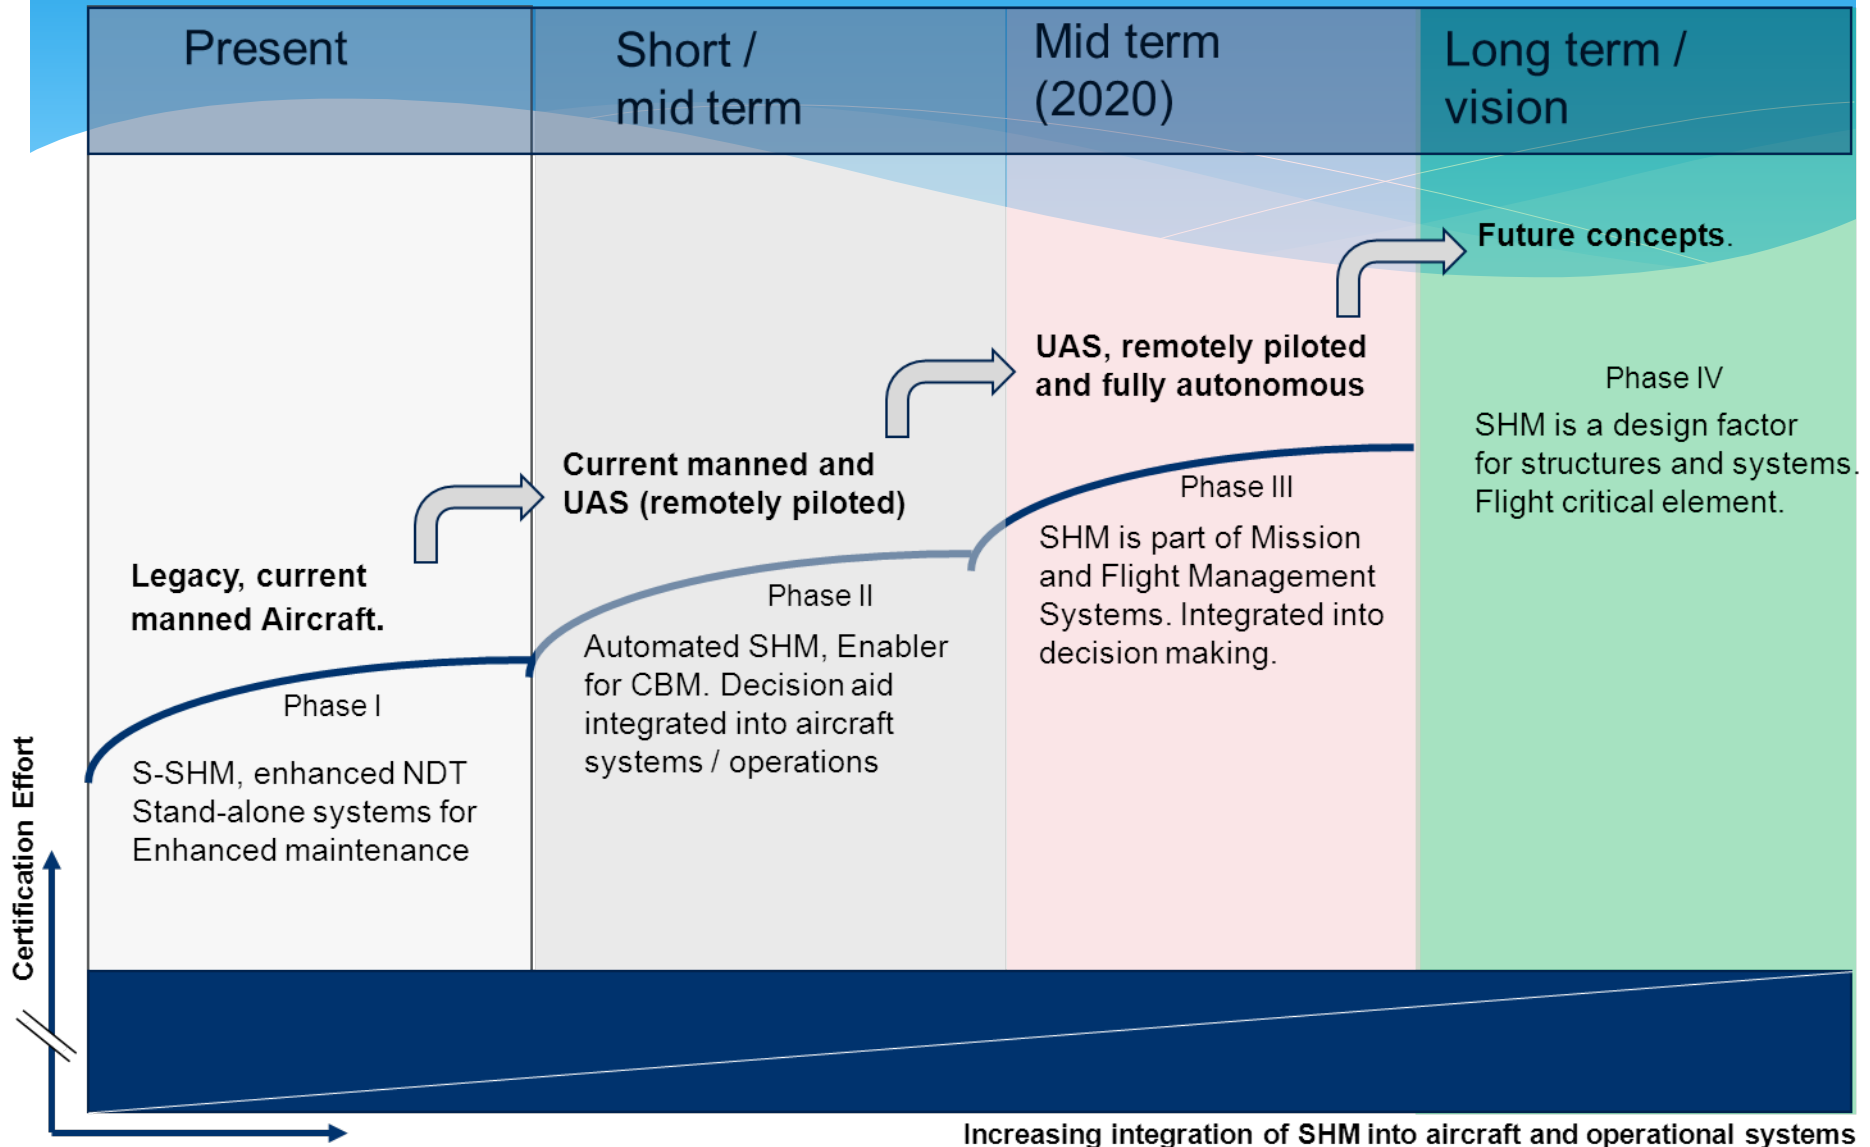 Present
Short /
mid term
Mid term
(2020)
Long term /
vision
Legacy, current
manned Aircraft.
Phase I
S-SHM, enhanced NDT
Stand-alone systems for
Enhanced maintenance
Current manned and
UAS (remotely piloted)
Phase II
Automated SHM, Enabler
for CBM. Decision aid
integrated into aircraft
systems / operations
UAS, remotely piloted
and fully autonomous
Phase III
SHM is part of Mission
and Flight Management
Systems. Integrated into
decision making.
Future concepts.
Phase IV
SHM is a design factor
for structures and systems.
Flight critical element.
Certification Effort
Increasing integration of SHM into aircraft and operational systems